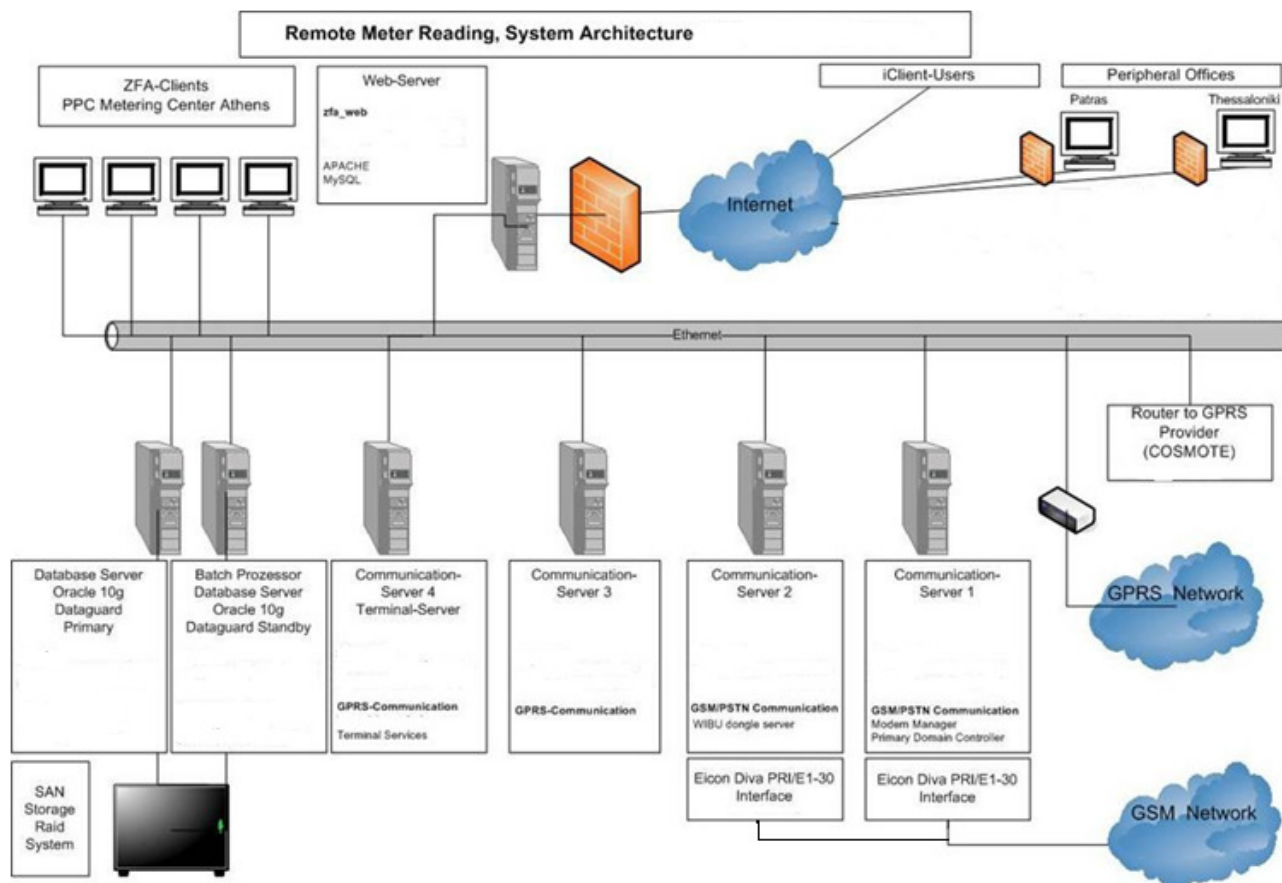 Remote Meter Reading, System Architecture
ZFA-Clients
PPC Metering Center Athens
Web-Server
zfa_web
APACHE
MySQL
iClient-Users
Peripheral Offices
Patras
Thessaloniki
Internet
Ethernet
Router to GPRS
Provider
(COSMOTE)
Database Server
Oracle 10g
Dataguard
Primary
Batch Prozessor
Database Server
Oracle 10g
Dataguard Standby
Communication-
Server 4
Terminal-Server
GPRS-Communication
Terminal Services
Communication-
Server 3
GPRS-Communication
Communication-
Server 2
GSM/PSTN Communication
WIBU dongle server
Communication-
Server 1
GSM/PSTN Communication
Modem Manager
Primary Domain Controller
GPRS Network
SAN
Storage
Raid
System
Eicon Diva PRI/E1-30
Interface
Eicon Diva PRI/E1-30
Interface
GSM Network